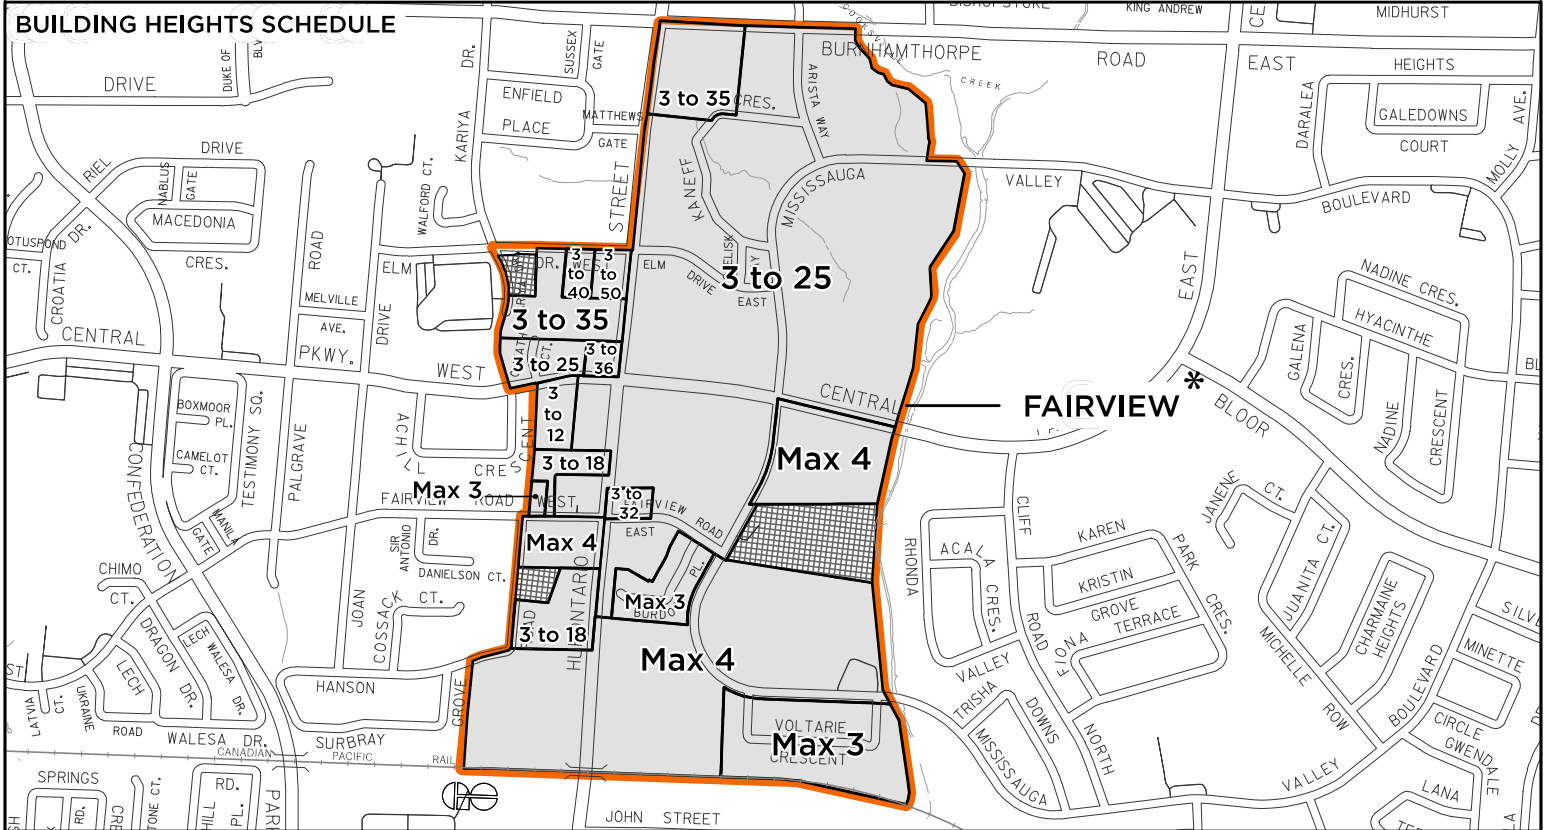 BUILDING HEIGHTS SCHEDULE
BISHOPSTOKE
KING ANDREW
MIDHURST
DRIVE
DUKE OF
KARIYA
DR.
SUSSEX
GATE
BURNHAMTHORPE
ROAD
EAST
HEIGHTS
CREEK
ENFIELD
PLACE
MATTHEWS
GATE
3 to 35
CRES.
ARISTA WAY
DARALEA
GALEDOWNS
COURT
MOLLY
AVE.
DRIVE
RIEL
NABLUS
GATE
MACEDONIA
CRES.
WALFORD CT.
STREET
KANEFF
MISSISSAUGA
VALLEY
BOULEVARD
CT.
CROATIA
DR.
ROAD
ELM
DR. WEST
3
to
40
3
to
50
ELM
DRIVE
EAST
3 to 25
EAST
NADINE CRES.
HYACINTHE
MELVILLE
AVE.
DRIVE
3 to 35
CENTRAL
PKWY.
WEST
CT.
3 to 25
3 to
36
GALENA
CRES.
NADINE
CRESCENT
CENTRAL
FAIRVIEW
*
BLOOR
BOXMOOR
PL.
CAMELOT
CT.
TESTIMONY SQ.
PALGRAVE
ACHILL
CRESCENT
3
to
12
3 to 18
Max 4
CONFEDERATION
Max 3
FAIRVIEW
ROAD
WEST
3 to
32
FAIRVIEW
ROAD
EAST
MANILA
GATE
SIR
ANTONIO
DR.
Max 4
CLIFF
ROAD
JANENE
CT.
KAREN
PARK
CRES.
RHONDA
ACALA
CRES.
KRISTIN
GROVE
TERRACE
JUANITA CT.
CHARMAINE
HEIGHTS
CHIMO
CT.
DANIELSON CT.
JOAN
COSSACK
CT.
HURONTARIO
PL.
Max 3
3 to 18
DRAGON DR.
LECH
WALESA DR.
Max 4
FIONA
MICHELLE
ROW
MINETTE
LECH
LATVIA
CT.
UKRAINE
HANSON
GROVE
VALLEY
TRISHA
DOWNS
NORTH
BOULEVARD
CIRCLE
GWENDALE
ROAD
WALESA DR.
SURBRAY
CANADIAN
PACIFIC
VOLTARIE
CRESCENT
Max 3
MISSISSAUGA
VALLEY
SPRINGS
RD.
RD.
PL.
JOHN STREET
LANA